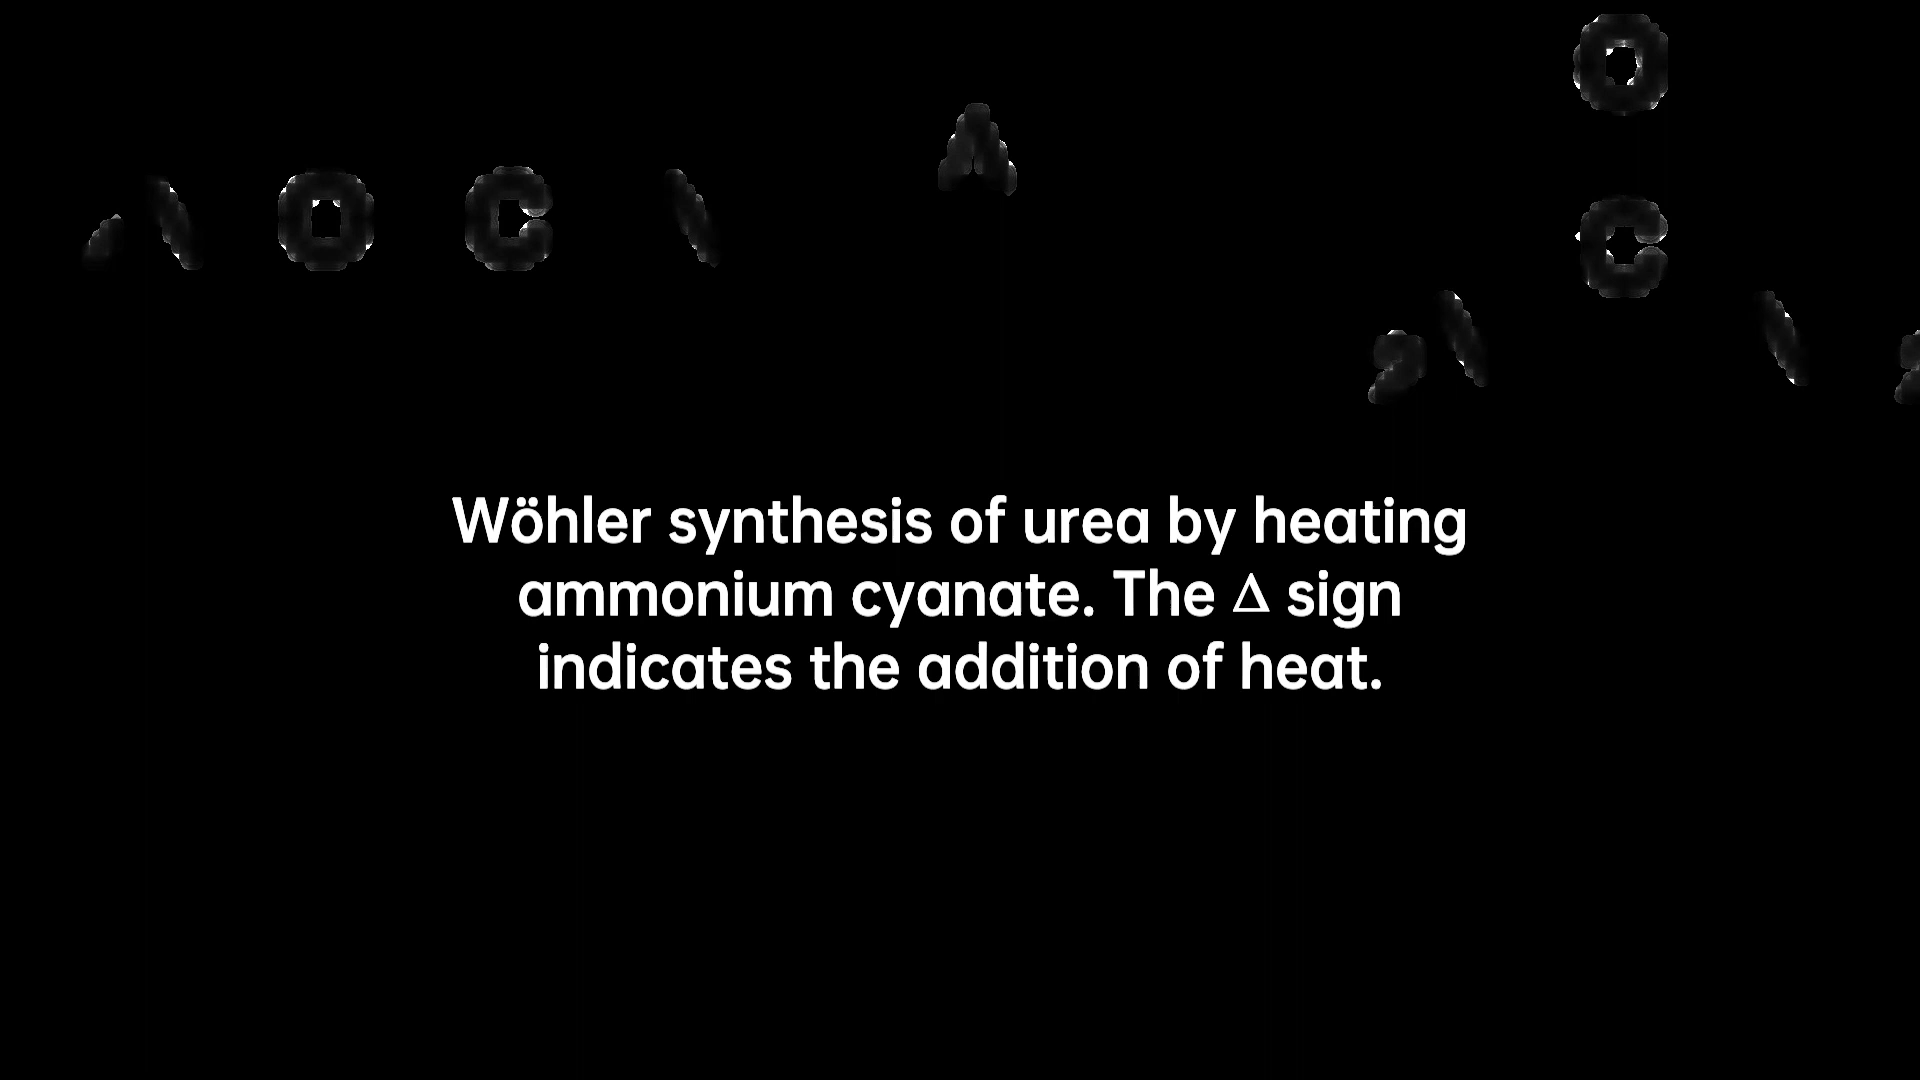 Wöhler synthesis of urea by heating
ammonium cyanate. The Δ sign
indicates the addition of heat.